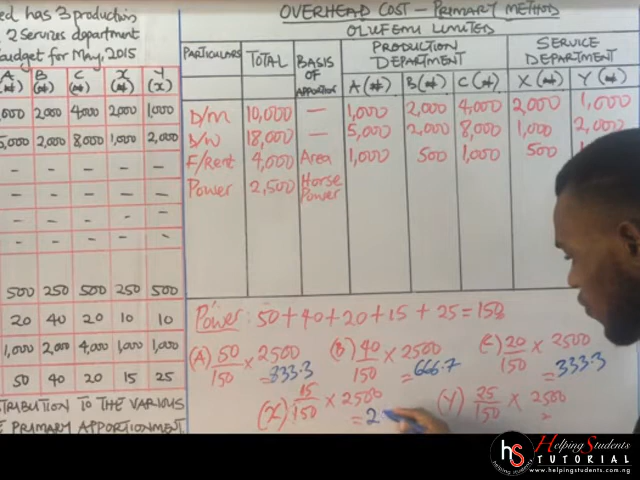 ed has 3 production
2 Services department
budget for May, 2015
A (₦) B (₦) C (₦) X (₦) Y (x)
,000 2,000 4,000 2,000 1,000
5,000 2,000 8,000 1,000 2,000
- - - - -
- - - - -
- - - - -
- - - - -
500 250 500 250 500
20 40 20 10 10
1,000 2,000 4,000 1,000 1,000
50 40 20 15 25
TRIBUTION TO THE VARIOUS
E PRIMARY APPORTIONMENT.
OVERHEAD COST - PRIMARY METHOD
OLUFEMI LIMITED
PARTICULARS TOTAL BASIS OF APPORTION PRODUCTION DEPARTMENT SERVICE DEPARTMENT
A (₦) B (₦) C (₦) X (₦) Y (₦)
D/M 10,000 — 1,000 2,000 4,000 2,000 1,000
D/W 18,000 — 5,000 2,000 8,000 1,000 2,000
F/Rent 4,000 Area 1,000 500 1,000 500
Power 2,500 Horse Power
Power: 50 + 40 + 20 + 15 + 25 = 150
(A) 50/150 × 2500 = 333.3 (B) 40/150 × 2500 = 666.7 (C) 20/150 × 2500 = 333.3
(X) 15/150 × 2500 = 2 (Y) 25/150 × 2500 =
hS Helping Students
TUTORIAL
www.helpingstudents.com.ng